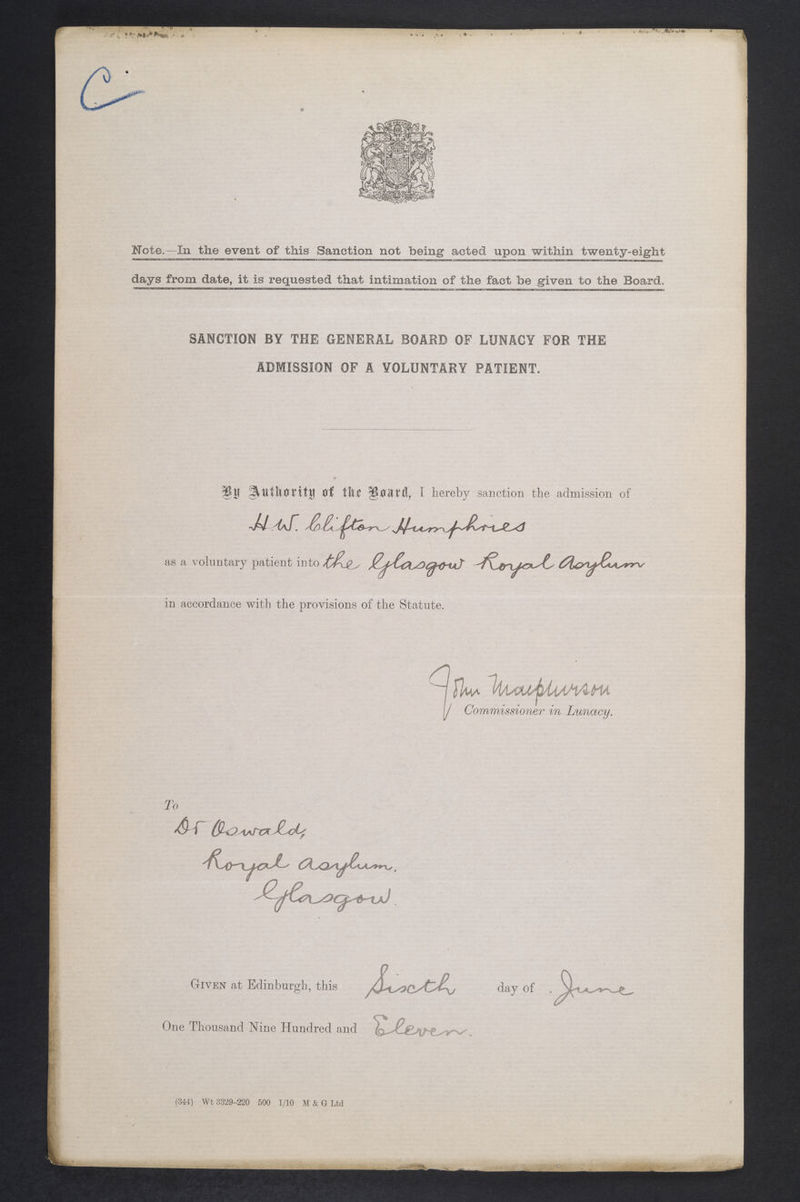 C.
Note.—In the event of this Sanction not being acted upon within twenty-eight
days from date, it is requested that intimation of the fact be given to the Board.
SANCTION BY THE GENERAL BOARD OF LUNACY FOR THE
ADMISSION OF A VOLUNTARY PATIENT.
By Authority of the Board, I hereby sanction the admission of
H W. Clifton Humphries
as a voluntary patient into the Glasgow Royal Asylum
in accordance with the provisions of the Statute.
John Macpherson
Commissioner in Lunacy.
To
Dr Oswald,
Royal Asylum.
Glasgow.
GIVEN at Edinburgh, this Sixth day of June
One Thousand Nine Hundred and Eleven.
(344) Wt 3329–220 500 1/10 M & G Ltd